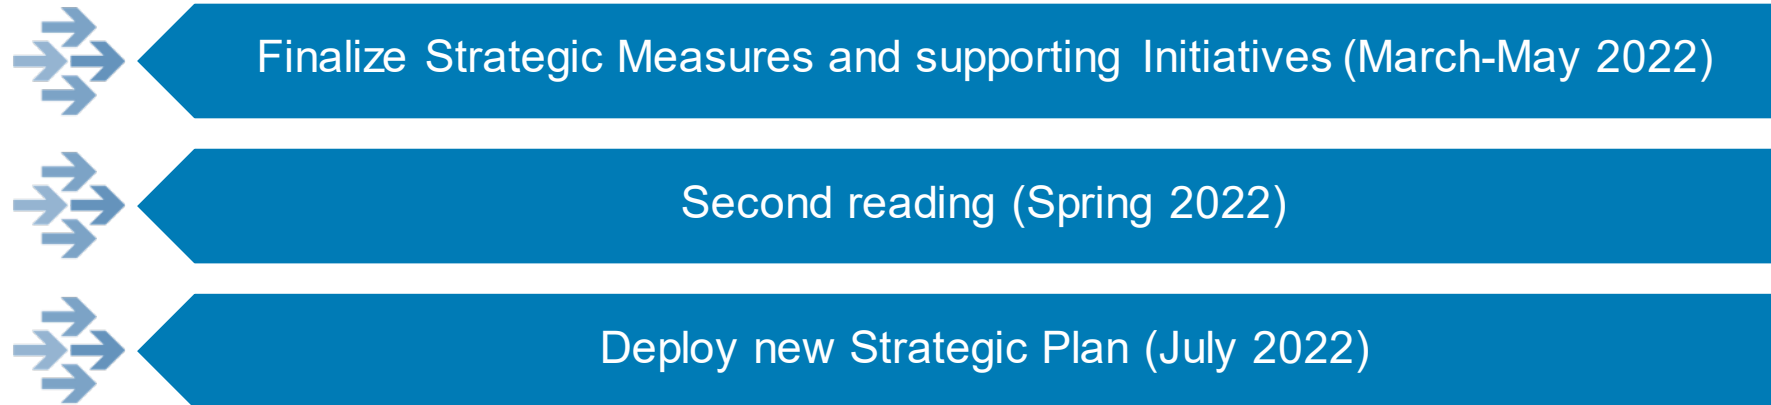 Finalize Strategic Measures and supporting Initiatives (March-May 2022)
Second reading (Spring 2022)
Deploy new Strategic Plan (July 2022)